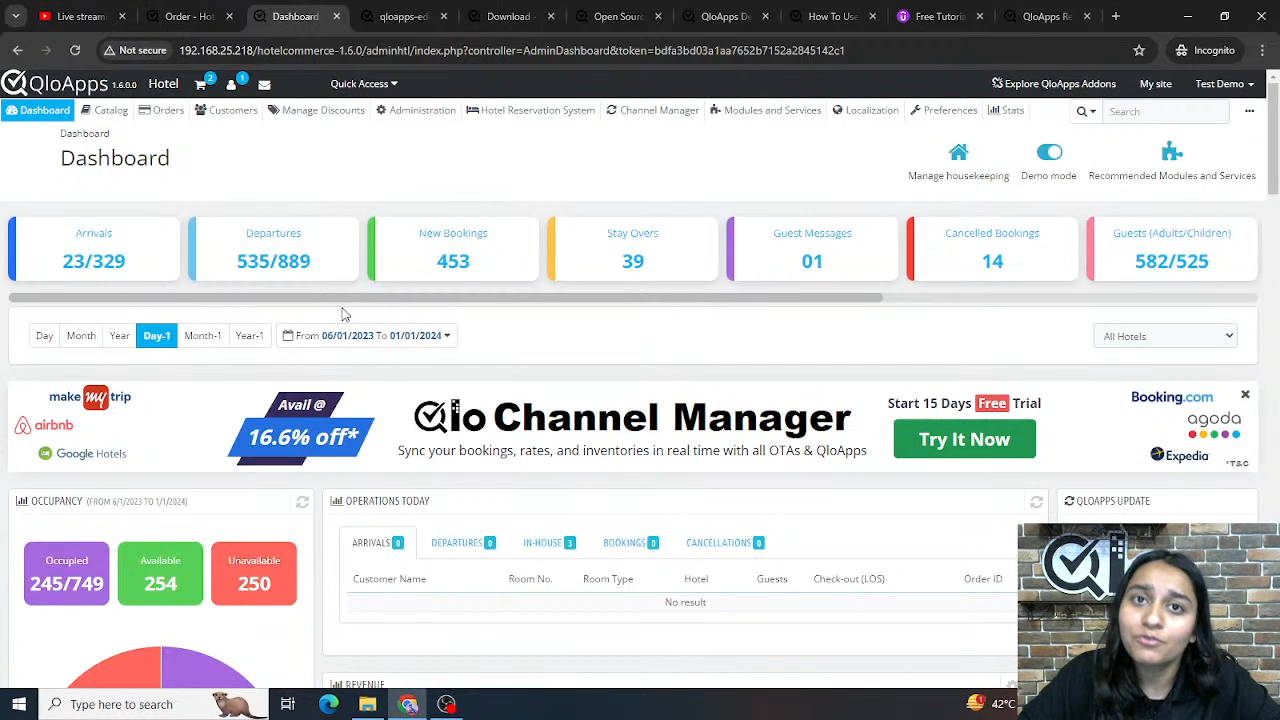 Live stream
Order - Hot
Dashboard
qloapps-edi
Download -
Open Sourc
QloApps De
How To Use
Free Tutoria
QloApps Re
Not secure
192.168.25.218/hotelcommerce-1.6.0/adminhtl/index.php?controller=AdminDashboard&token=bdfa3bd03a1aa7652b7152a2845142c1
Incognito
QloApps 1.6.0
Hotel
2
1
Quick Access
Explore QloApps Addons
My site
Test Demo
Dashboard
Catalog
Orders
Customers
Manage Discounts
Administration
Hotel Reservation System
Channel Manager
Modules and Services
Localization
Preferences
Stats
Search
Dashboard
Dashboard
Manage housekeeping
Demo mode
Recommended Modules and Services
Arrivals
23/329
Departures
535/889
New Bookings
453
Stay Overs
39
Guest Messages
01
Cancelled Bookings
14
Guests (Adults/Children)
582/525
Day
Month
Year
Day-1
Month-1
Year-1
From 06/01/2023 To 01/01/2024
All Hotels
make my trip
airbnb
Google Hotels
Avail @
16.6% off*
Qlo Channel Manager
Sync your bookings, rates, and inventories in real time with all OTAs & QloApps
Start 15 Days Free Trial
Try It Now
Booking.com
agoda
Expedia
*T&C
OCCUPANCY (FROM 6/1/2023 TO 1/1/2024)
Occupied
245/749
Available
254
Unavailable
250
OPERATIONS TODAY
ARRIVALS 0
DEPARTURES 0
IN-HOUSE 3
BOOKINGS 0
CANCELLATIONS 0
Customer Name
Room No.
Room Type
Hotel
Guests
Check-out (LOS)
Order ID
No result
REVENUE
QLOAPPS UPDATE
Type here to search
42°C